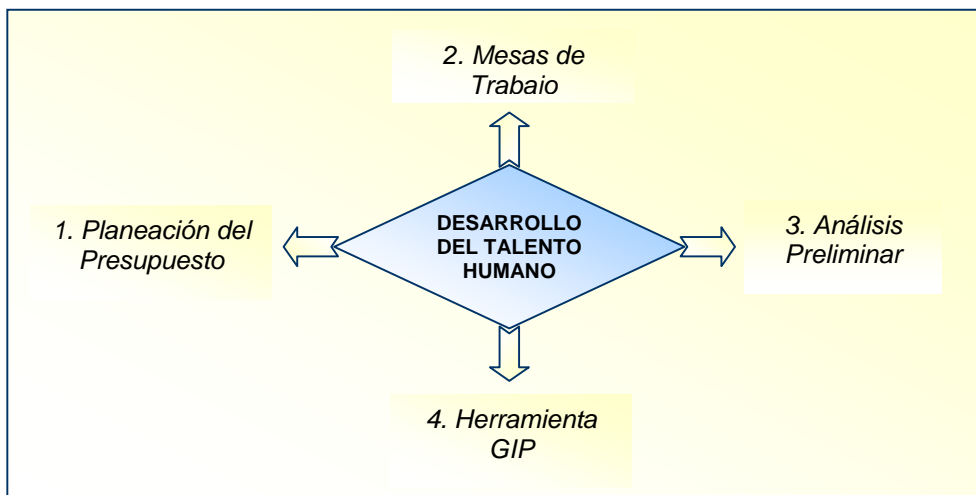 2. Mesas de
Trabaio
1. Planeación del
Presupuesto
DESARROLLO
DEL TALENTO
HUMANO
3. Análisis
Preliminar
4. Herramienta
GIP